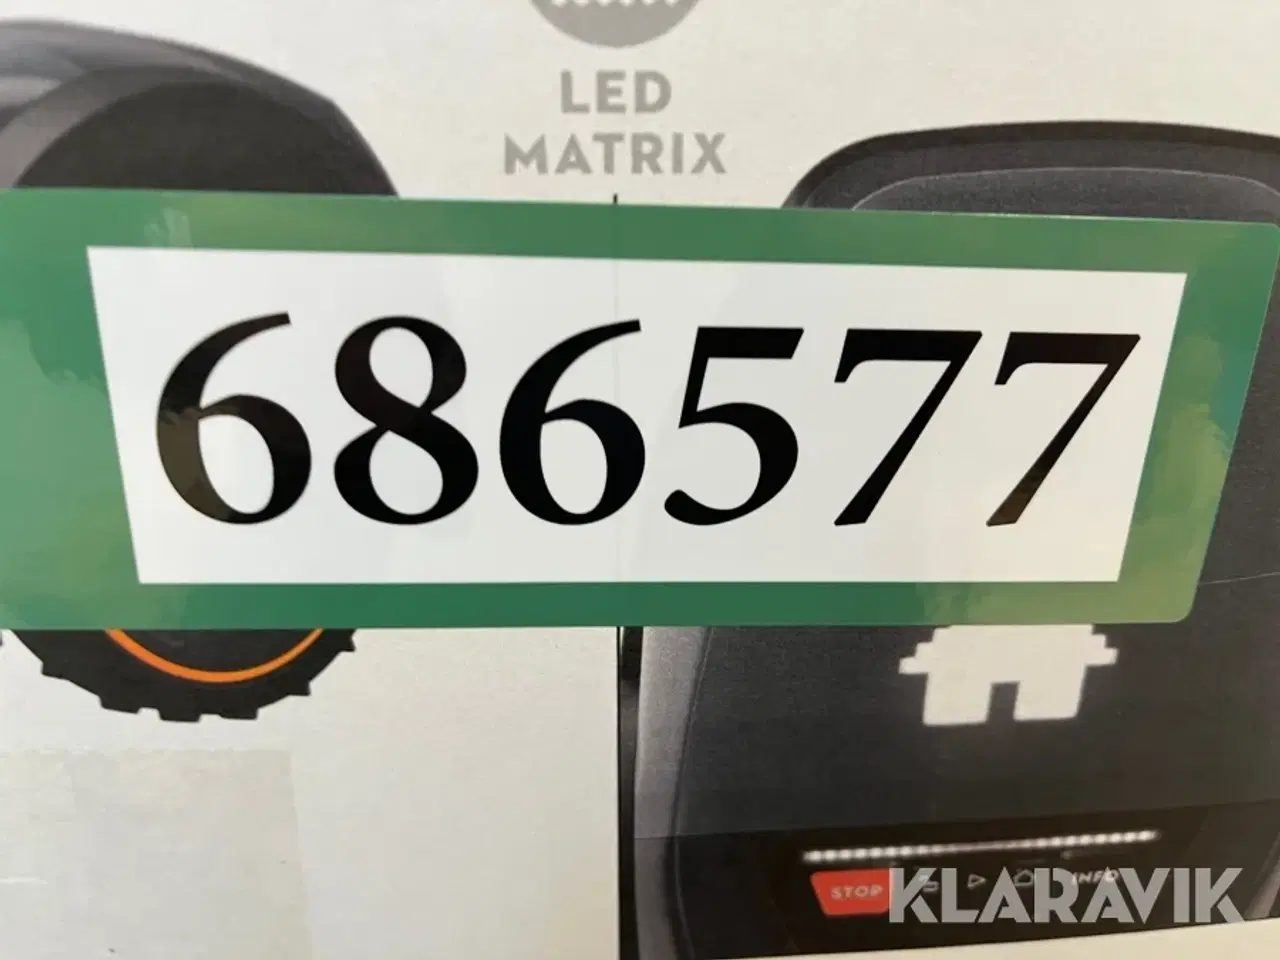 LED
MATRIX
686577
STOP
INFO
KLARAVIK